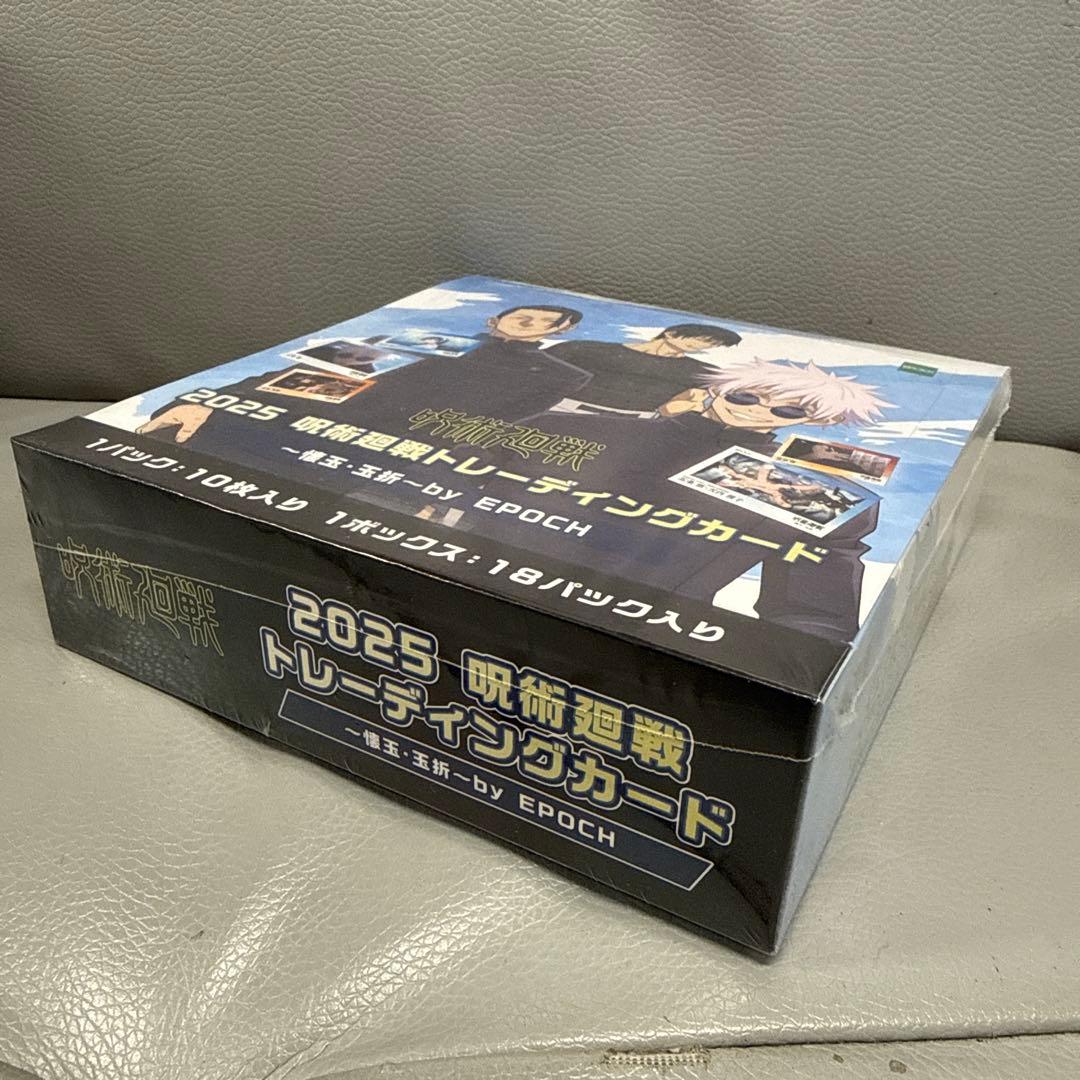 呪術廻戦
2025 呪術廻戦トレーディングカード
～懐玉・玉折～by EPOCH
1パック：10枚入り 1ボックス：18パック入り
呪術廻戦
2025 呪術廻戦
トレーディングカード
～懐玉・玉折～by EPOCH